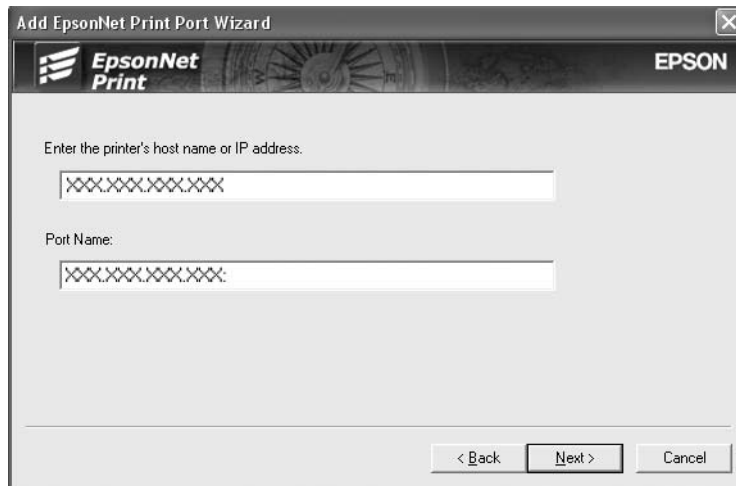 Add EpsonNet Print Port Wizard
EpsonNet
Print
EPSON
Enter the printer's host name or IP address.
XXX.XXX.XXX.XXX
Port Name:
XXX.XXX.XXX.XXX:
< Back
Next >
Cancel